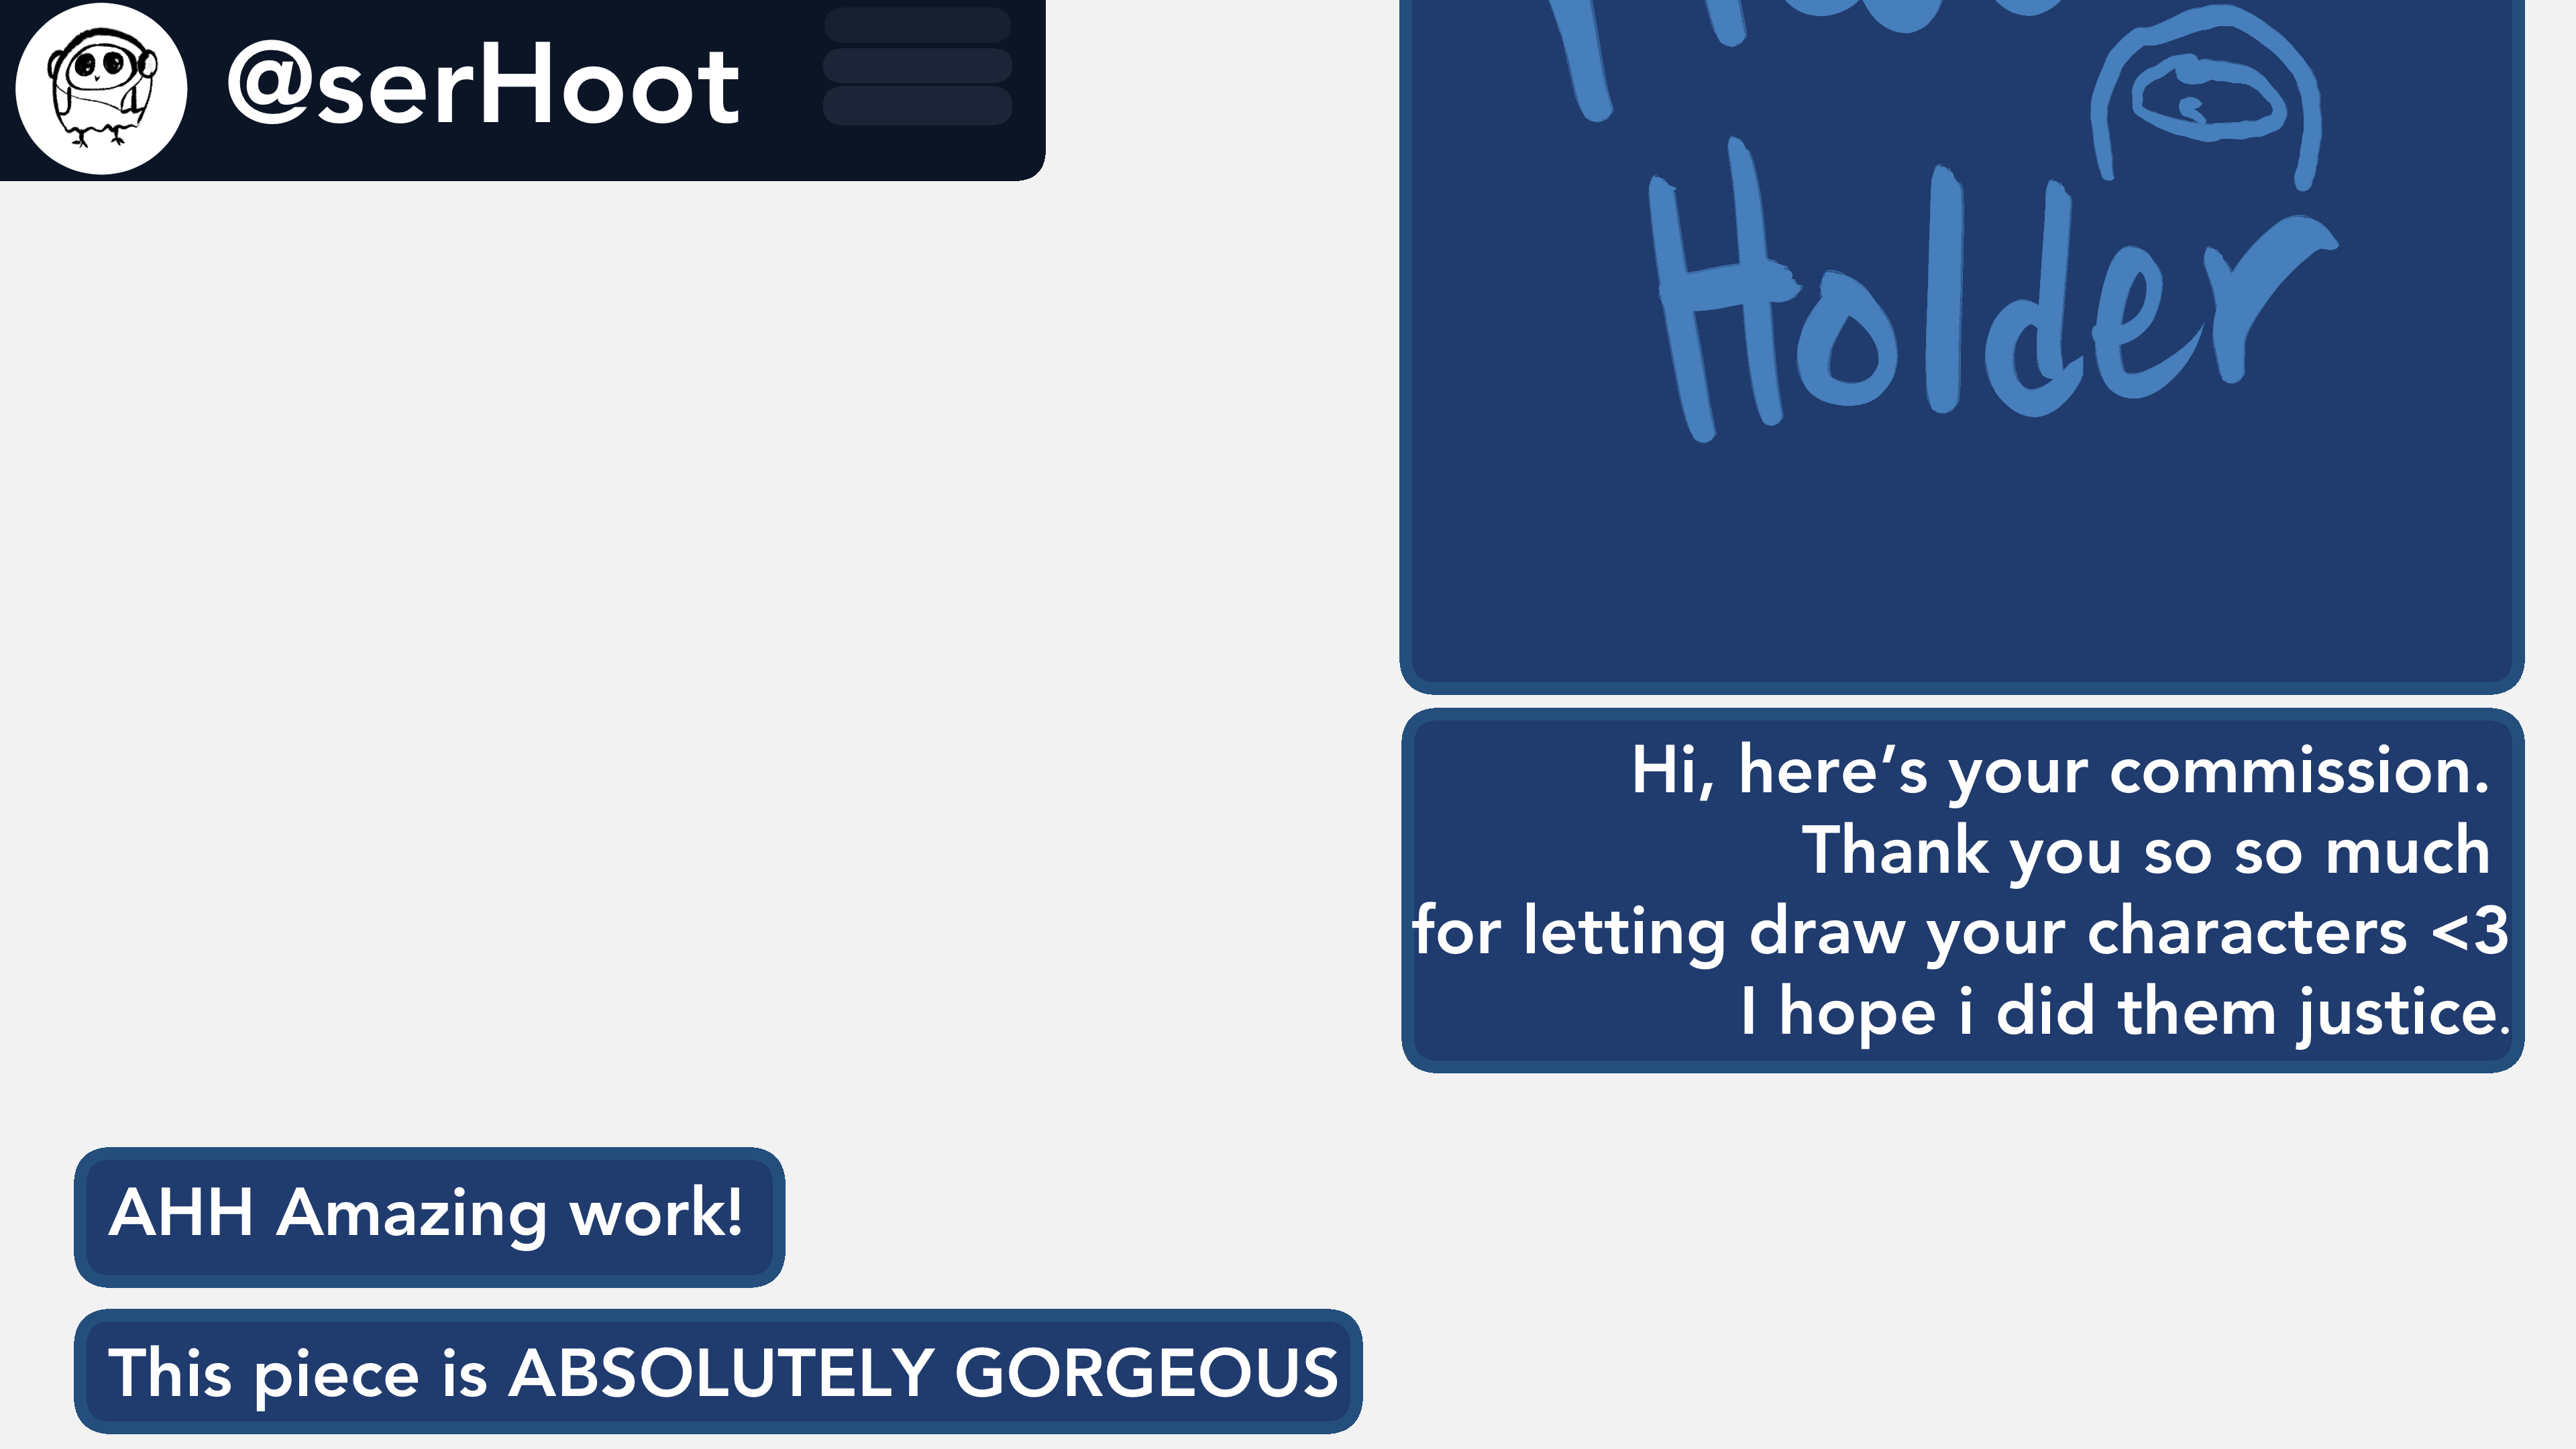 @serHoot
Holder
Hi, here’s your commission.
Thank you so so much
for letting draw your characters <3
I hope i did them justice.
AHH Amazing work!
This piece is ABSOLUTELY GORGEOUS